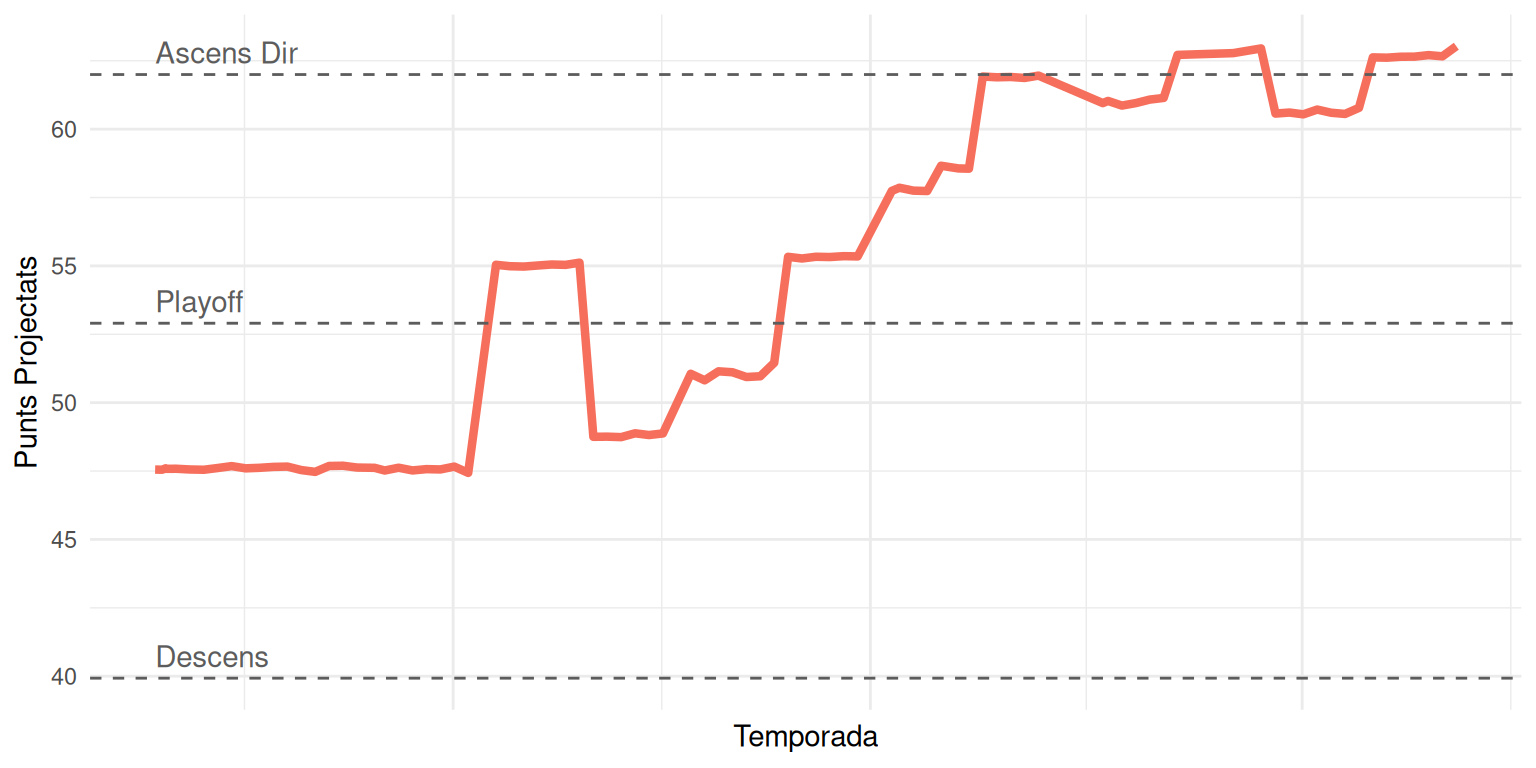 Ascens Dir
60
55
Playoff
Punts Projectats
50
45
Descens
40
Temporada